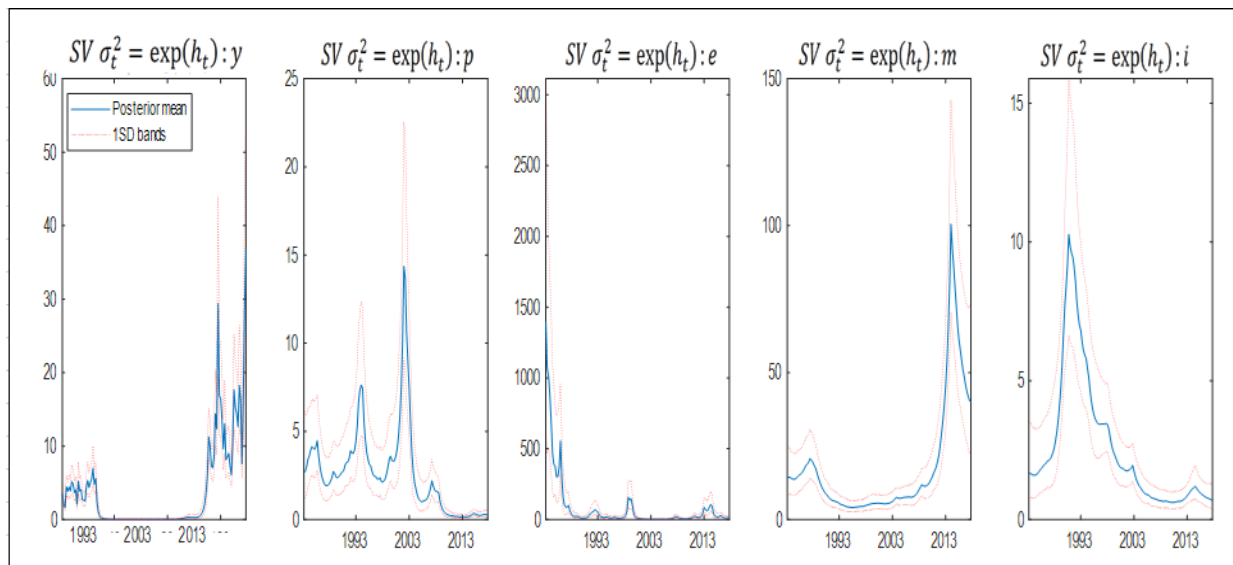 SV σ_t^2 = exp(h_t): y
60
50
40
30
20
10
0
1993 2003 2013
Posterior mean
1SD bands
SV σ_t^2 = exp(h_t): p
25
20
15
10
5
0
1993 2003 2013
SV σ_t^2 = exp(h_t): e
3000
2500
2000
1500
1000
500
0
1993 2003 2013
SV σ_t^2 = exp(h_t): m
150
100
50
0
1993 2003 2013
SV σ_t^2 = exp(h_t): i
15
10
5
0
1993 2003 2013